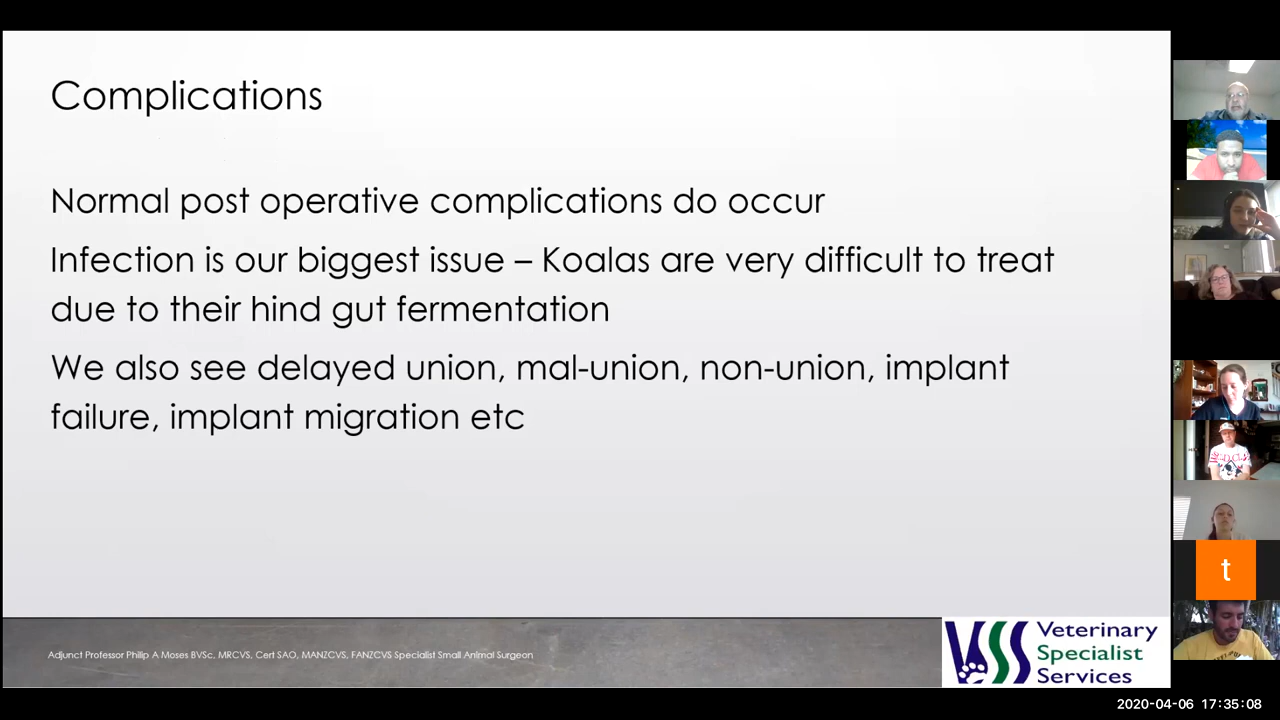 Complications
Normal post operative complications do occur
Infection is our biggest issue – Koalas are very difficult to treat
due to their hind gut fermentation
We also see delayed union, mal-union, non-union, implant
failure, implant migration etc
Adjunct Professor Philip A Moses BVSc, MRCVS, Cert SAO, MANZCVS, FANZCVS Specialist Small Animal Surgeon
VSS
Veterinary
Specialist
Services
t
2020-04-06 17:35:08